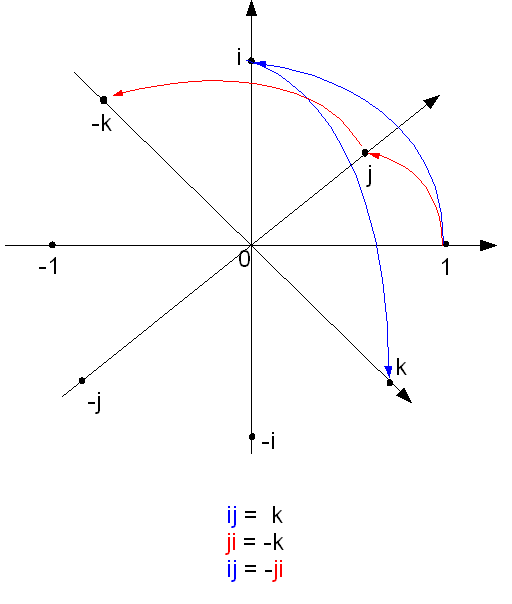 i
-k
j
0
-1
1
k
-j
-i
ij = k
ji = -k
ij = -ji